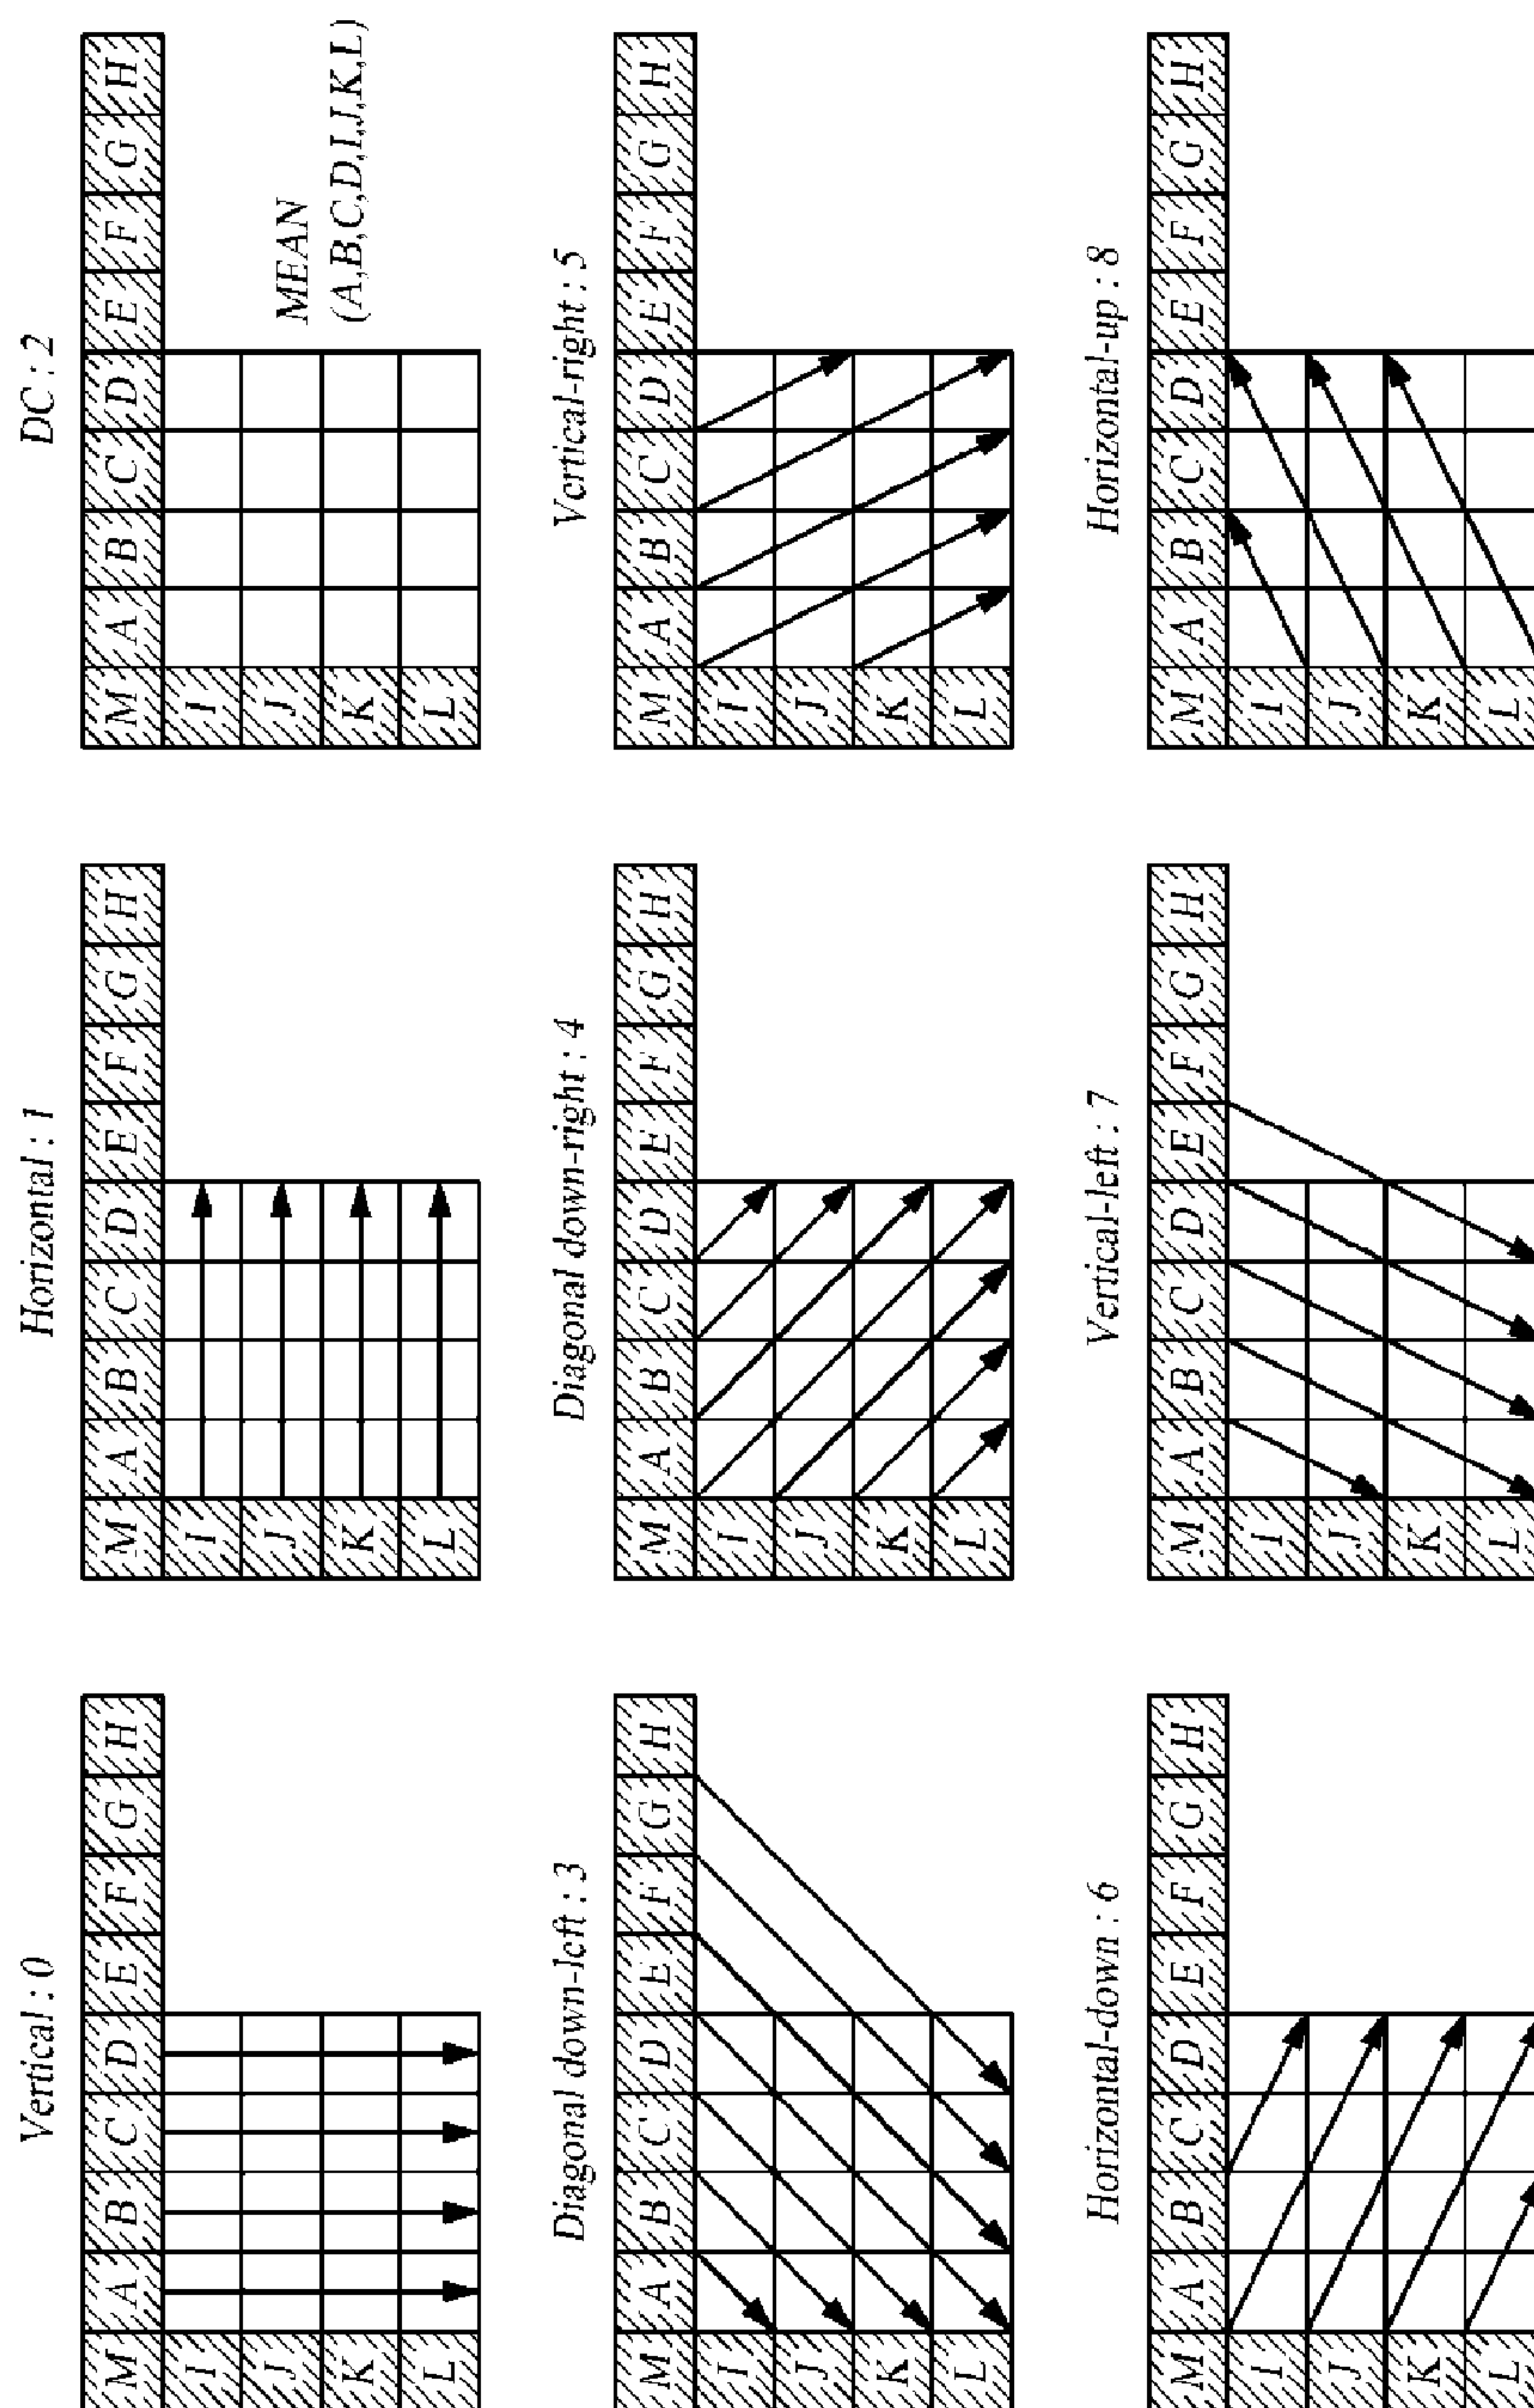 Vertical : 0
M A B C D E F G H
I
J
K
L
Horizontal : 1
M A B C D E F G H
I
J
K
L
DC : 2
M A B C D E F G H
I
J
K
L
MEAN
(A,B,C,D,I,J,K,L)
Diagonal down-left : 3
M A B C D E F G H
I
J
K
L
Diagonal down-right : 4
M A B C D E F G H
I
J
K
L
Vertical-right : 5
M A B C D E F G H
I
J
K
L
Horizontal-down : 6
M A B C D E F G H
I
J
K
L
Vertical-left : 7
M A B C D E F G H
I
J
K
L
Horizontal-up : 8
M A B C D E F G H
I
J
K
L